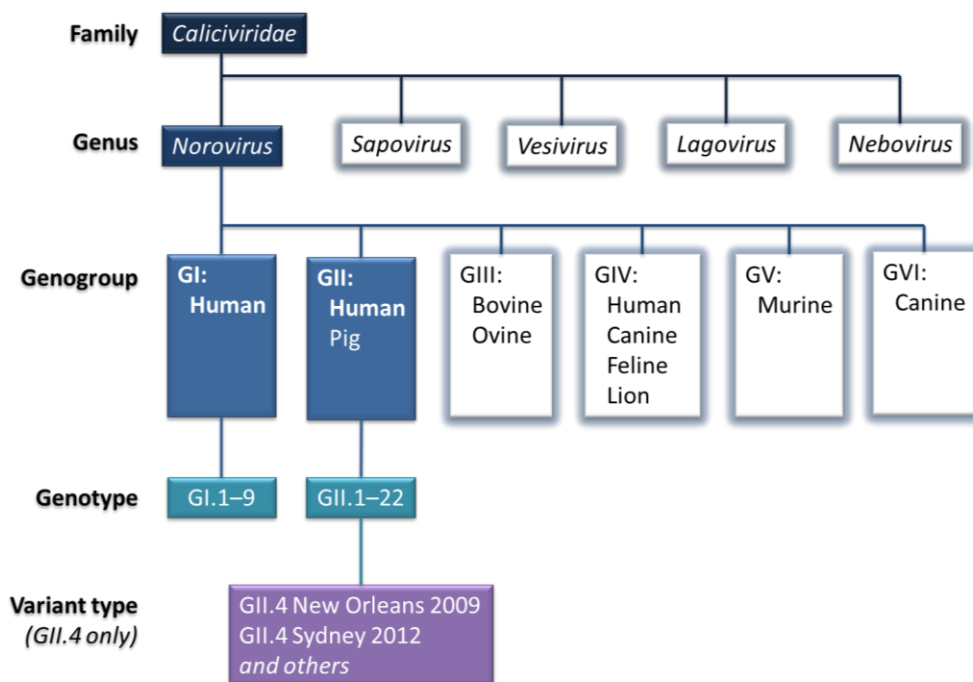 Family
Caliciviridae
Genus
Norovirus
Sapovirus
Vesivirus
Lagovirus
Nebovirus
Genogroup
GI:
Human
GII:
Human
Pig
GIII:
Bovine
Ovine
GIV:
Human
Canine
Feline
Lion
GV:
Murine
GVI:
Canine
Genotype
GI.1–9
GII.1–22
Variant type
(GII.4 only)
GII.4 New Orleans 2009
GII.4 Sydney 2012
and others